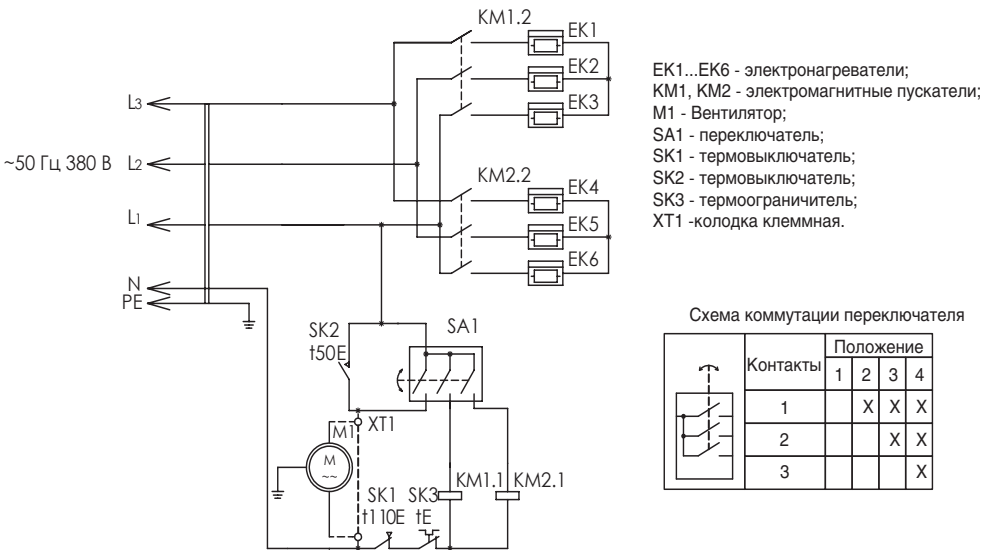 KM1.2
EK1
EK2
EK3
L3
~50 Гц 380 В L2
L1
N
PE
KM2.2
EK4
EK5
EK6
EK1...EK6 - электронагреватели;
KM1, KM2 - электромагнитные пускатели;
M1 - Вентилятор;
SA1 - переключатель;
SK1 - термовыключатель;
SK2 - термовыключатель;
SK3 - термоограничитель;
XT1 -колодка клеммная.
SK2
t50E
SA1
M1
XT1
M
~~
SK1
t110E
SK3
tE
KM1.1
KM2.1
Схема коммутации переключателя
Контакты
Положение
1 2 3 4
1 X X X
2 X X
3 X